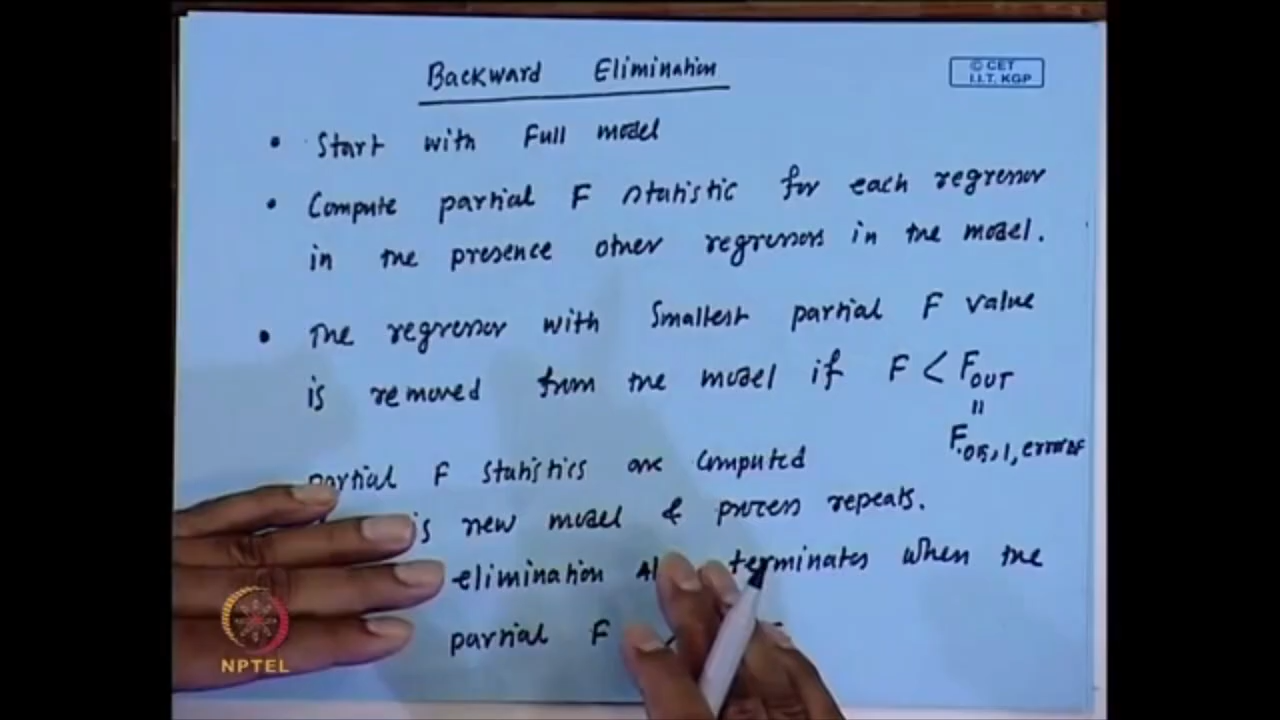 Backward Elimination
© CET
I.I.T. KGP
• Start with Full model
• Compute partial F statistic for each regressor
in the presence other regressors in the model.
• The regressor with smallest partial F value
is removed from the model if F < F_OUT
"
F.05, 1, error DF
partial F statistics are computed
is new model & process repeats.
elimination terminates when the
partial F
NPTEL